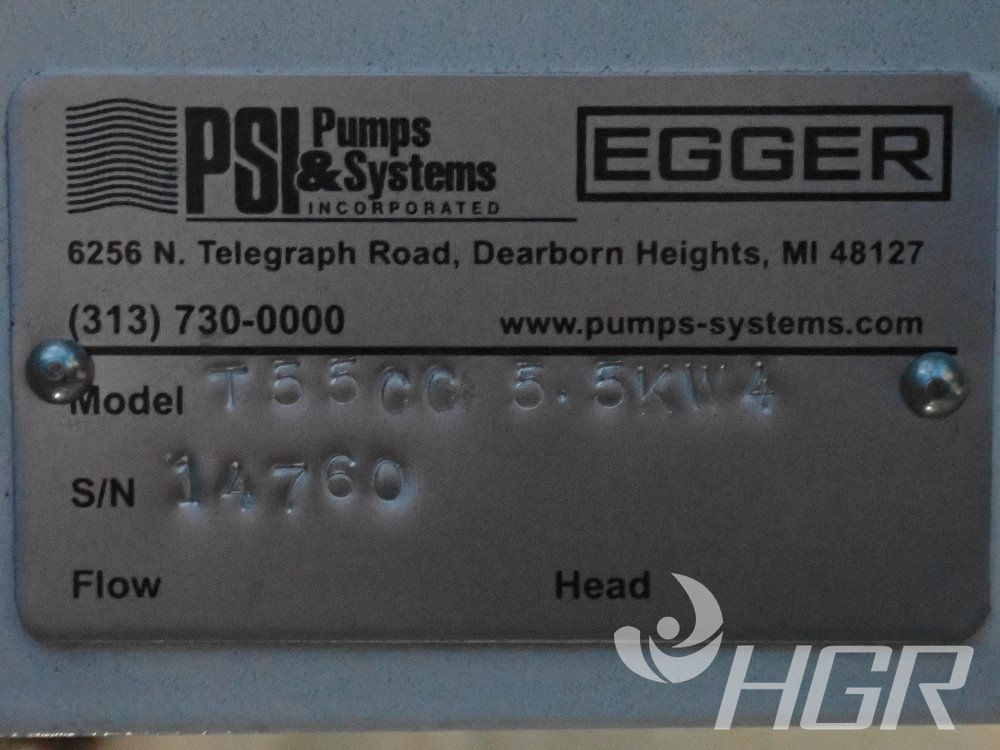 PSI Pumps & Systems INCORPORATED
EGGER
6256 N. Telegraph Road, Dearborn Heights, MI 48127
(313) 730-0000 www.pumps-systems.com
Model T55CC 5.5KW4
S/N 14760
Flow Head
HGR